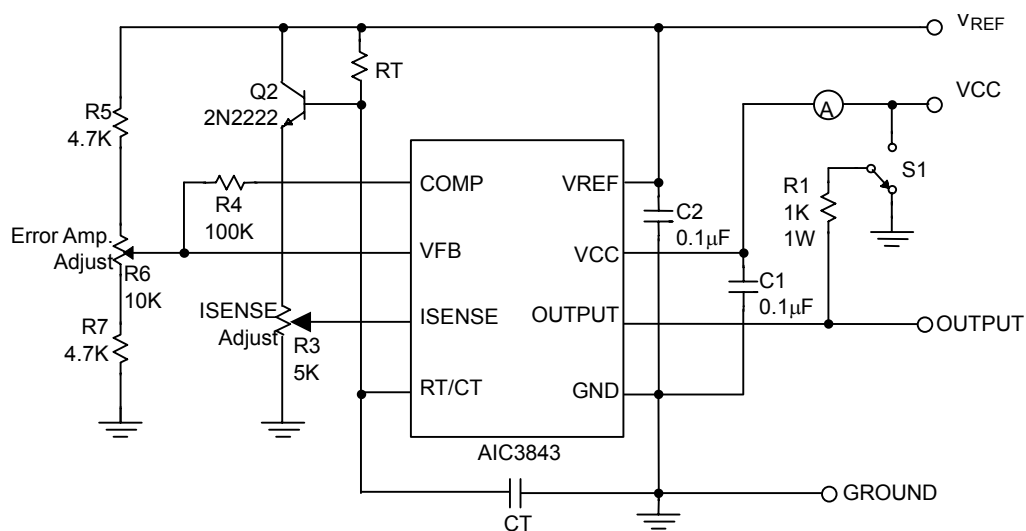 VREF
RT
Q2
2N2222
R5
4.7K
A
VCC
S1
COMP
VREF
R1
1K
1W
R4
100K
C2
0.1µF
Error Amp.
Adjust
R6
10K
VFB
VCC
C1
0.1µF
ISENSE
Adjust
R3
5K
ISENSE
OUTPUT
OUTPUT
R7
4.7K
RT/CT
GND
AIC3843
CT
GROUND